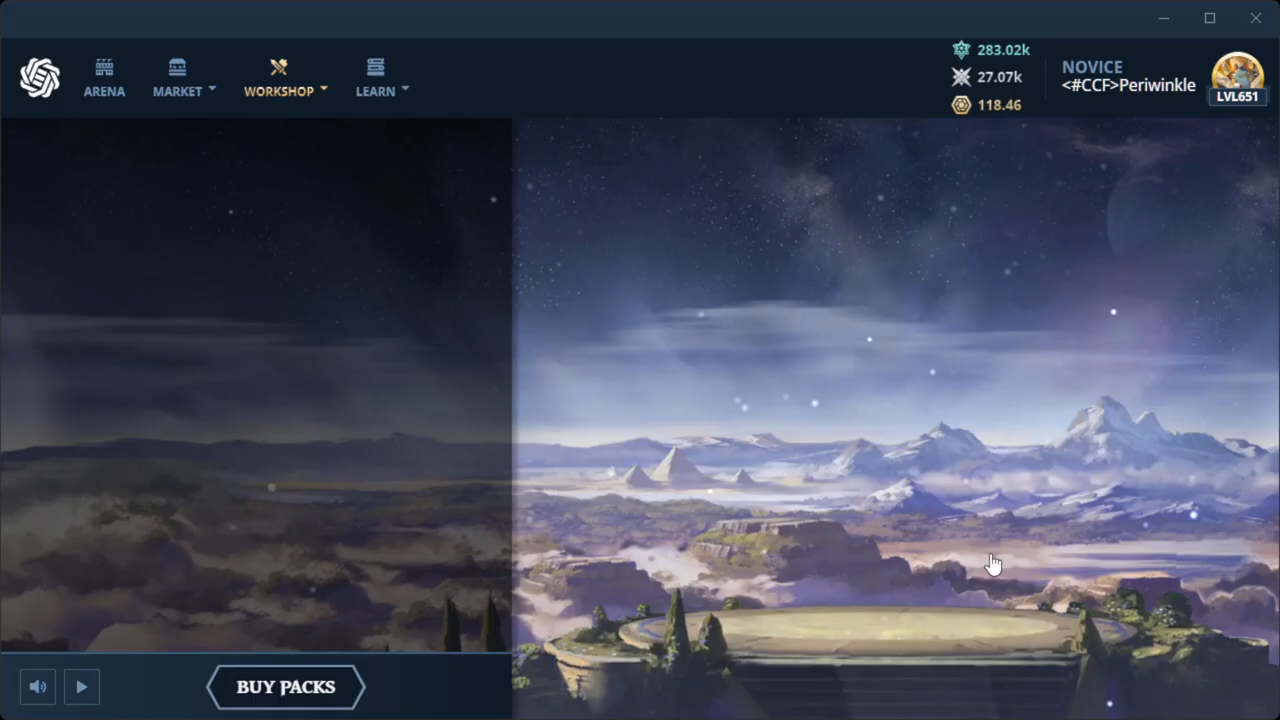 ARENA
MARKET
WORKSHOP
LEARN
283.02k
27.07k
118.46
NOVICE
<#CCF>Periwinkle
LVL651
BUY PACKS